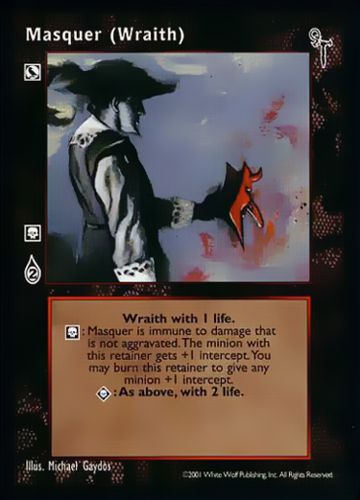 Masquer (Wraith)
2
Wraith with 1 life.
: Masquer is immune to damage that
is not aggravated. The minion with
this retainer gets +1 intercept. You
may burn this retainer to give any
minion +1 intercept.
: As above, with 2 life.
Illus. Michael Gaydos
©2001 White Wolf Publishing, Inc. All Rights Reserved.